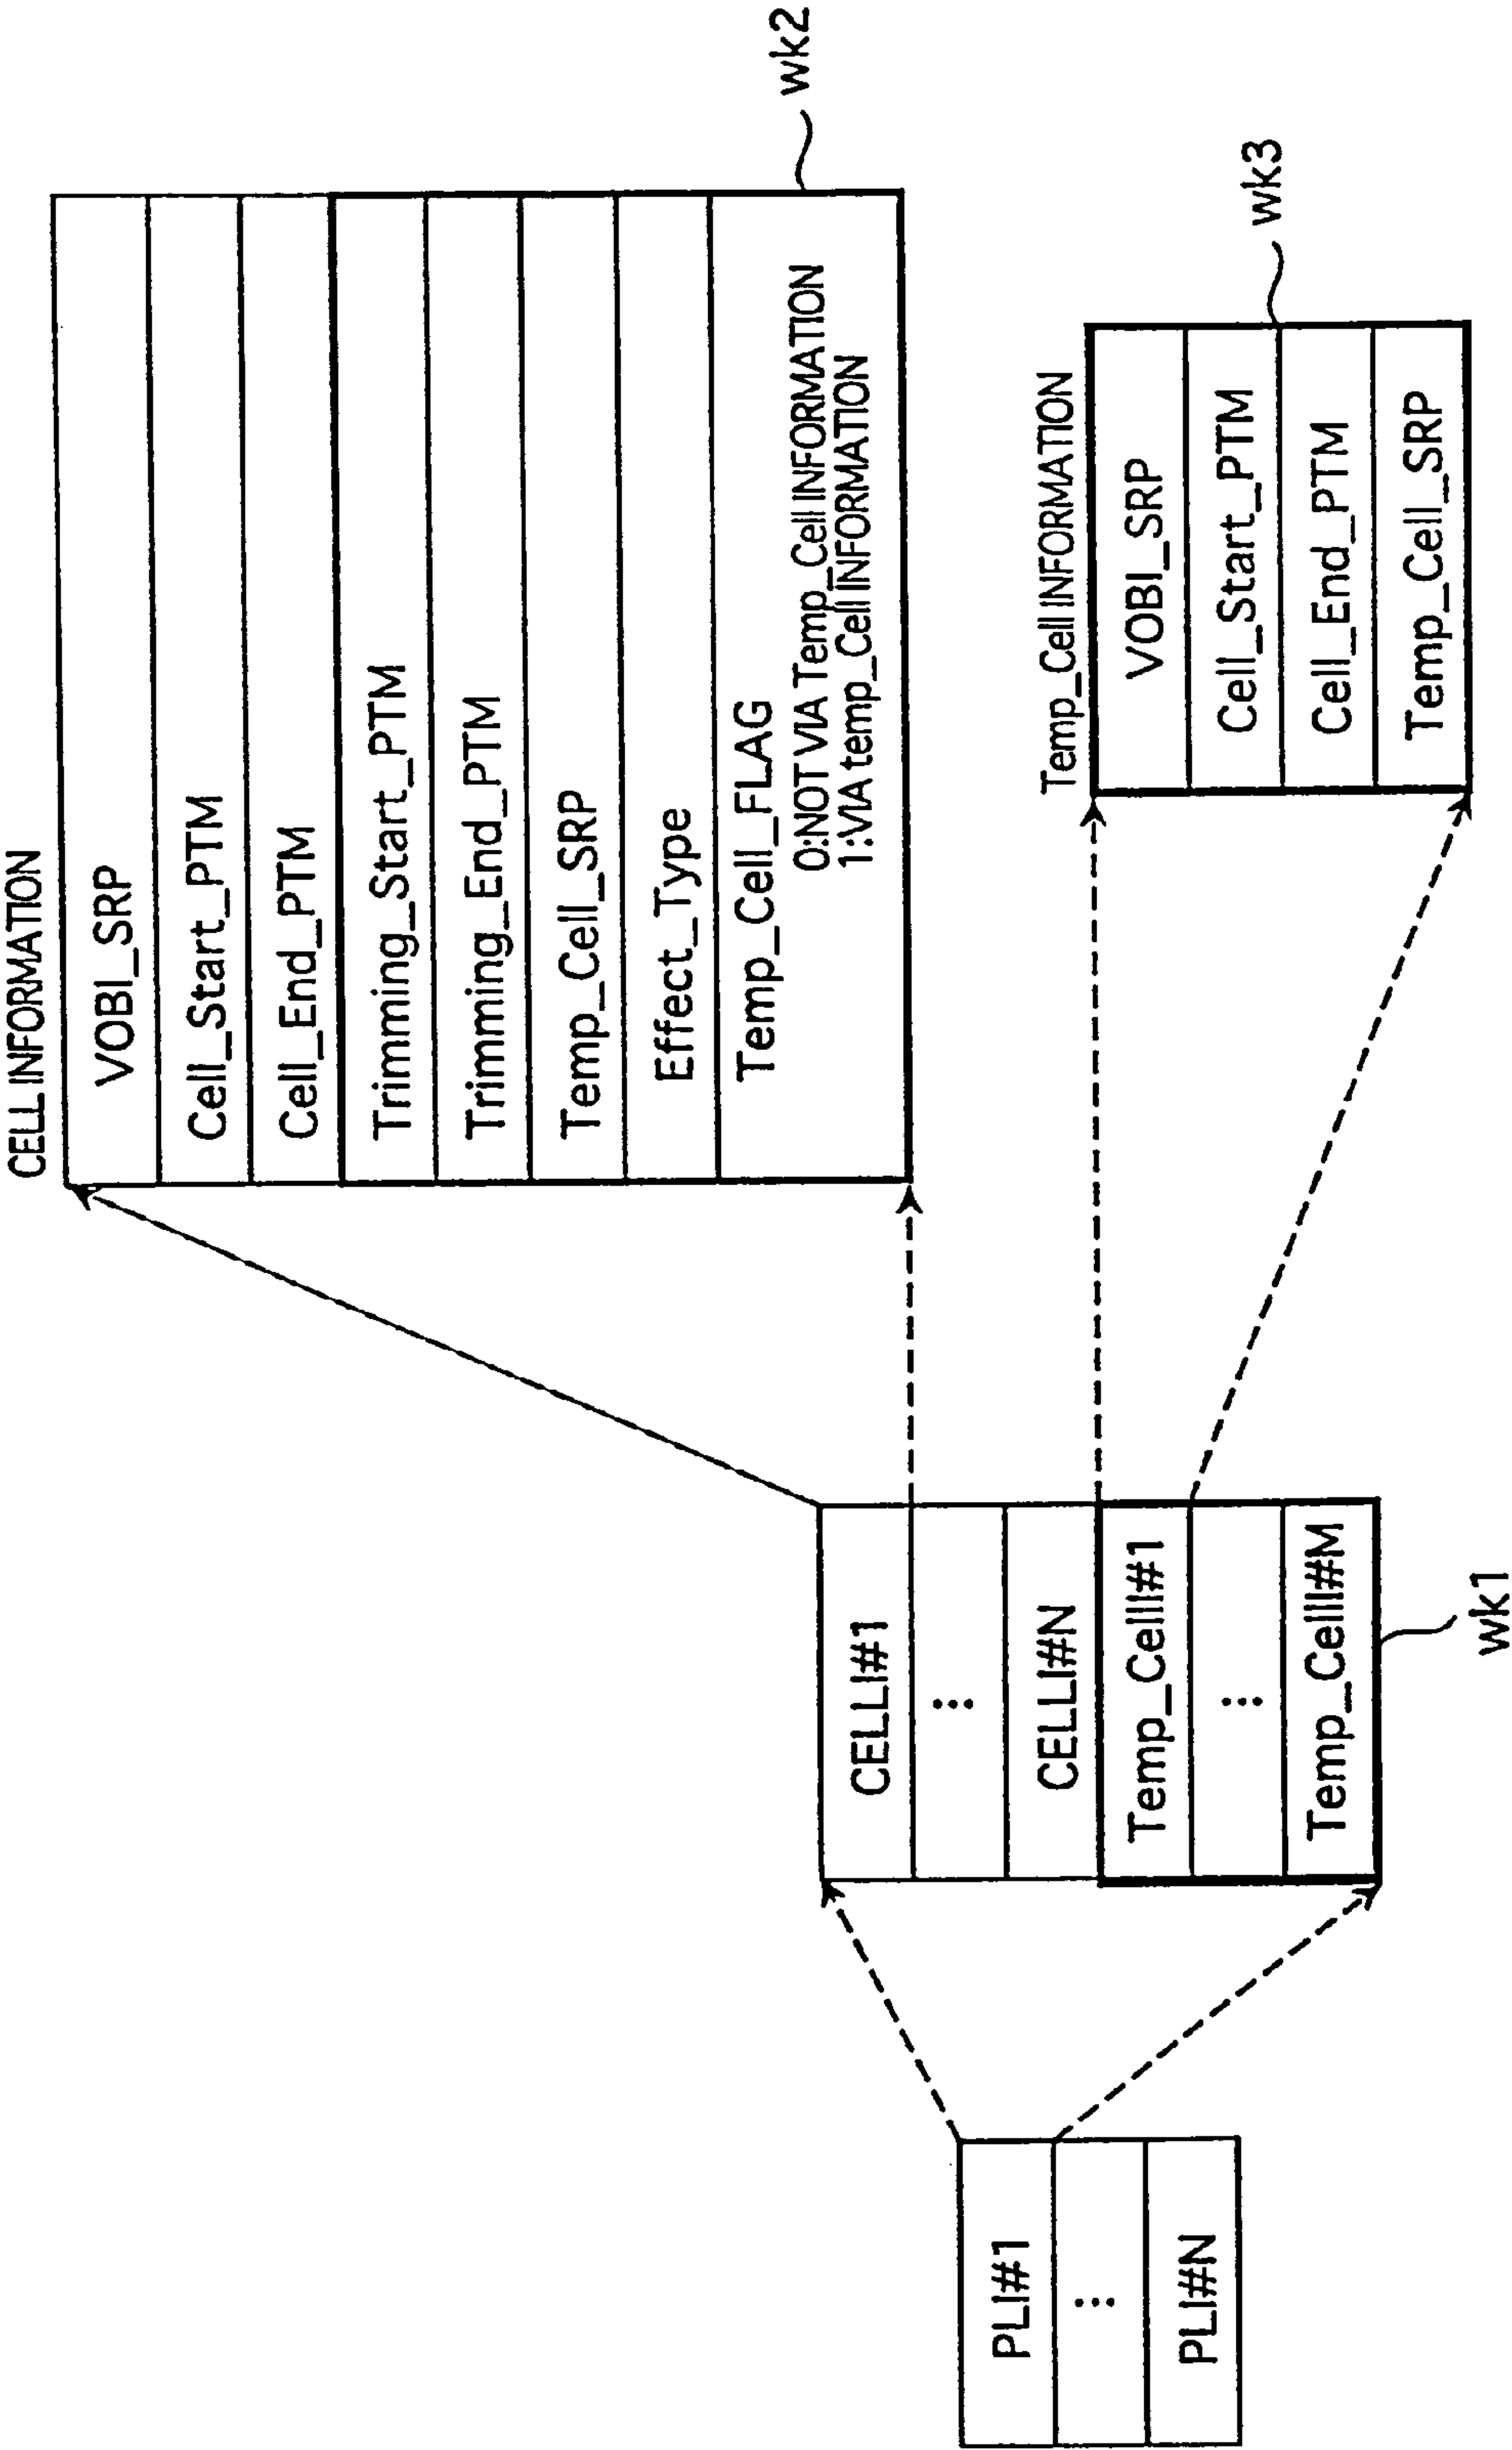 PLI#1
⋮
PLI#N
CELLI#1
⋮
CELLI#N
Temp_CellI#1
⋮
Temp_CellI#M
wk1
CELL INFORMATION
VOBI_SRP
Cell_Start_PTM
Cell_End_PTM
Trimming_Start_PTM
Trimming_End_PTM
Temp_Cell_SRP
Effect_Type
Temp_Cell_FLAG
0:NOT VIA Temp_Cell INFORMATION
1:VIA temp_Cell INFORMATION
wk2
Temp_Cell INFORMATION
VOBI_SRP
Cell_Start_PTM
Cell_End_PTM
Temp_Cell_SRP
wk3